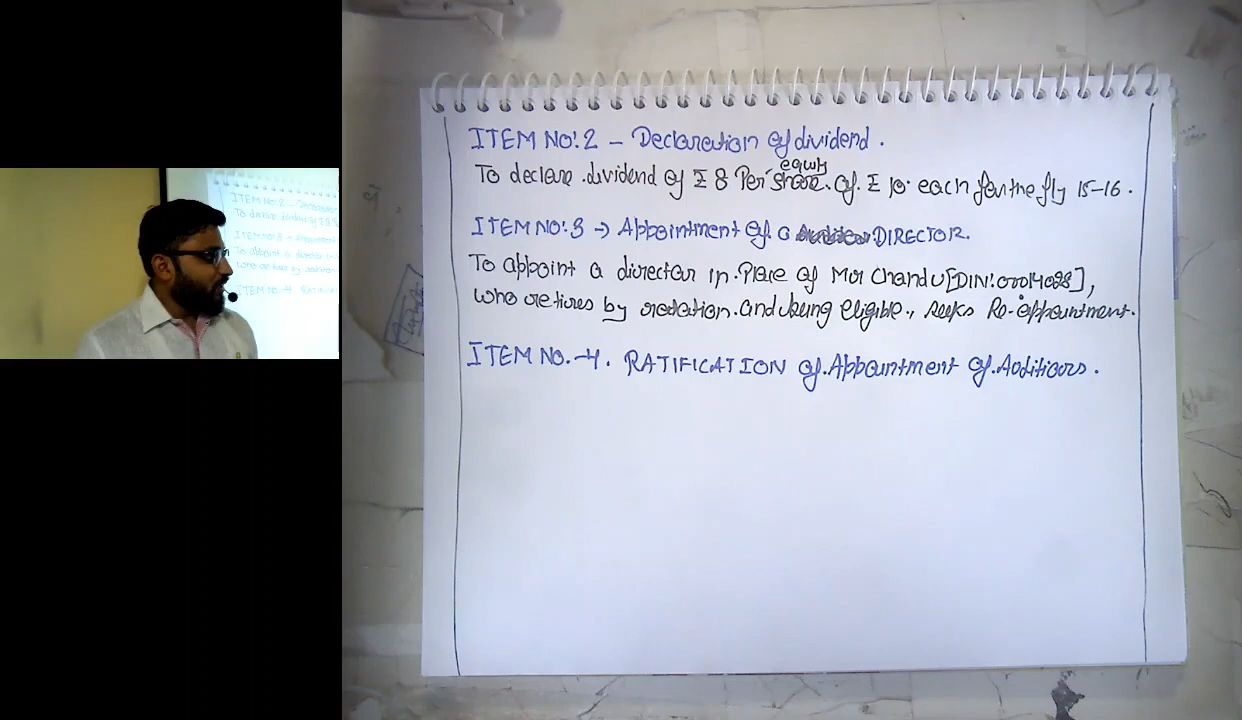 ITEM NO:2 - Declaration of dividend.
To declare dividend of ₹ 8 Per equity share of ₹ 10 each for the f/y 15-16.
ITEM NO:3 → Appointment of a DIRECTOR.
To appoint a director in Place of Mr Chandu [DIN: 00014098],
who retires by rotation and being eligible, seeks Re-appointment.
ITEM NO.-4. RATIFICATION of Appointment of Auditors.